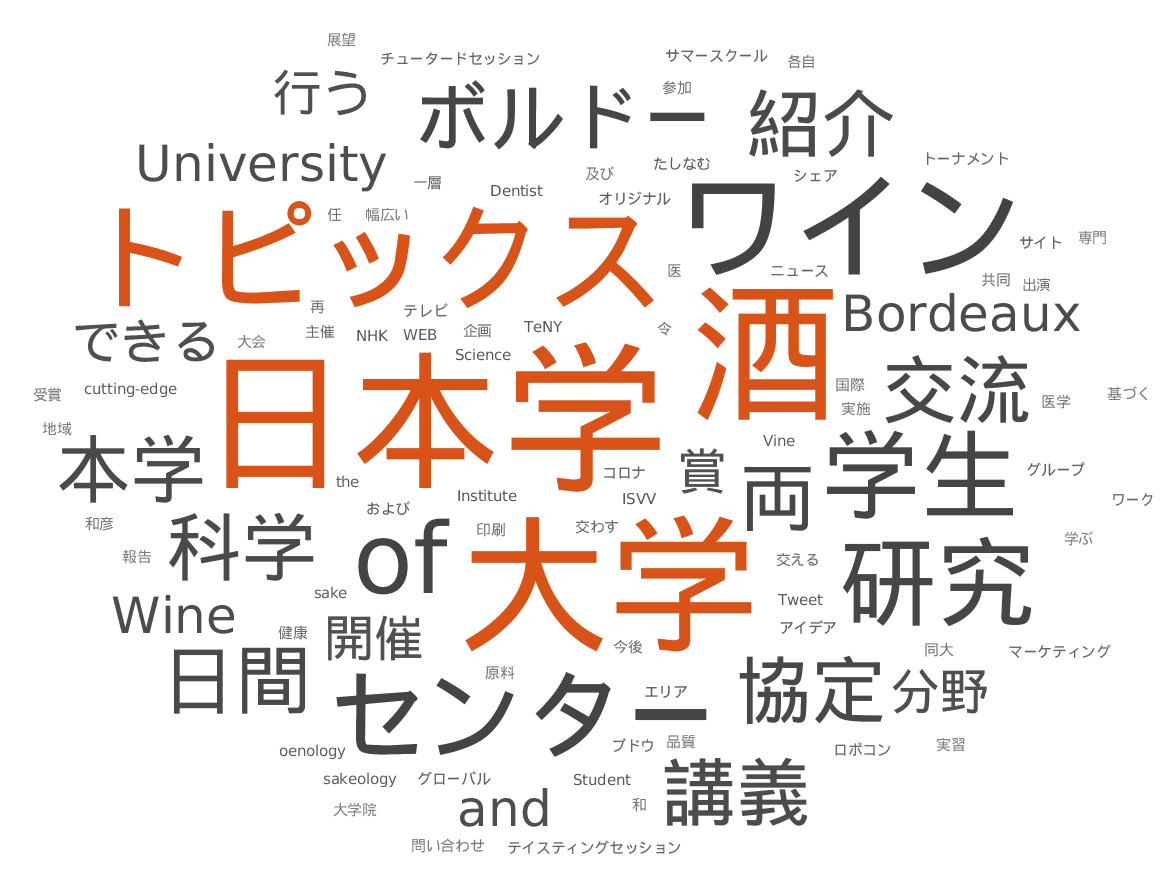 展望
チュータードセッション
サマースクール
各自
行う
ボルドー
参加
紹介
University
一層
Dentist
及び
たしなむ
オリジナル
シェア
トーナメント
トピックス
任
幅広い
ワイン
サイト
専門
医
ニュース
共同
出演
再
テレビ
酒
Bordeaux
できる
大会
主催
NHK
WEB
企画
TeNY
令
Science
受賞
cutting-edge
日本学
国際
実施
交流
医学
基づく
地域
本学
the
コロナ
賞
Vine
両
学生
グループ
ワーク
および
Institute
ISVV
和彦
報告
科学
of
印刷
交わす
大学
交える
研究
学ぶ
sake
Wine
健康
開催
Tweet
アイデア
今後
同大
マーケティング
日間
センター
原料
エリア
協定
分野
oenology
ブドウ
品質
ロボコン
実習
sakeology
グローバル
Student
講義
大学院
and
和
問い合わせ
テイスティングセッション